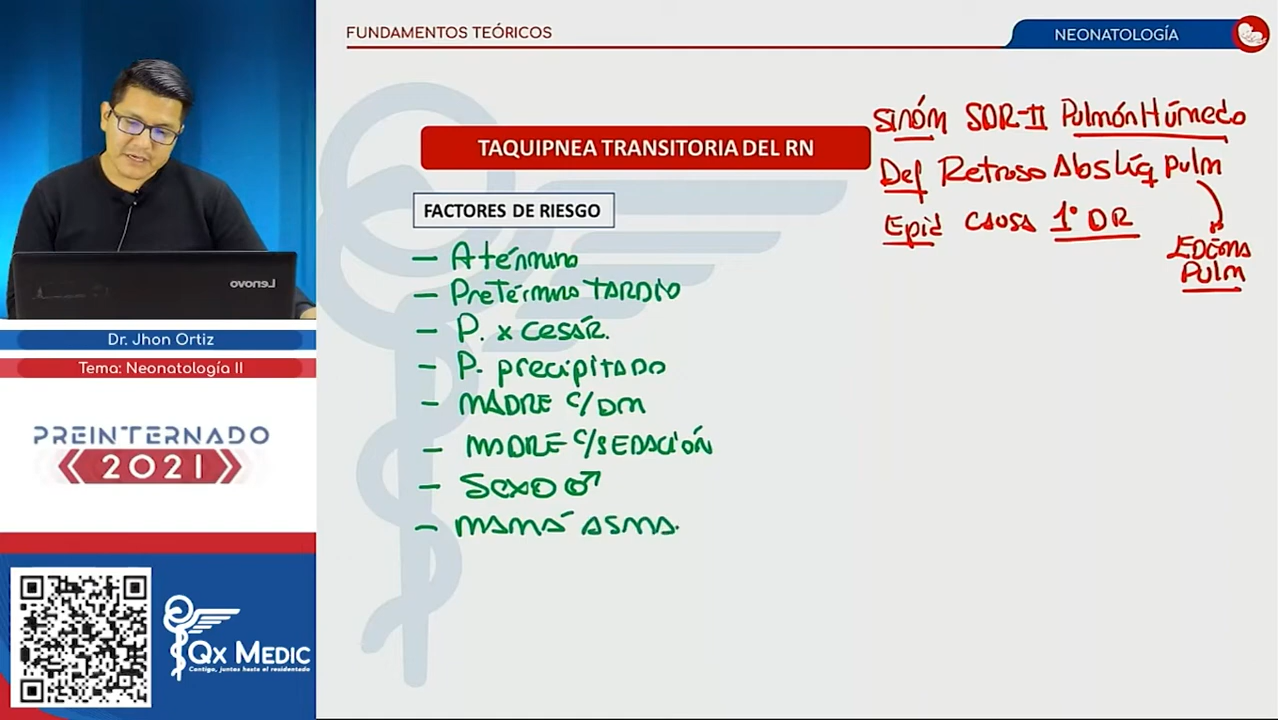 FUNDAMENTOS TEÓRICOS
NEONATOLOGÍA
TAQUIPNEA TRANSITORIA DEL RN
FACTORES DE RIESGO
— A término
— Pretérmino TARDIO
— P. x cesár.
— P. precipitado
— MADRE c/DM
— MADRE c/SEDACIÓN
— Sexo ♂
— MAMÁ ASMA.
sinóm SDR-II Pulmón Húmedo
Def Retraso Abs Líq Pulm
Epid causa 1° DR
EDEMA
Pulm
Lenovo
Dr. Jhon Ortiz
Tema: Neonatología II
PREINTERNADO
2021
QX MEDIC
Contigo, juntos hasta el residentado